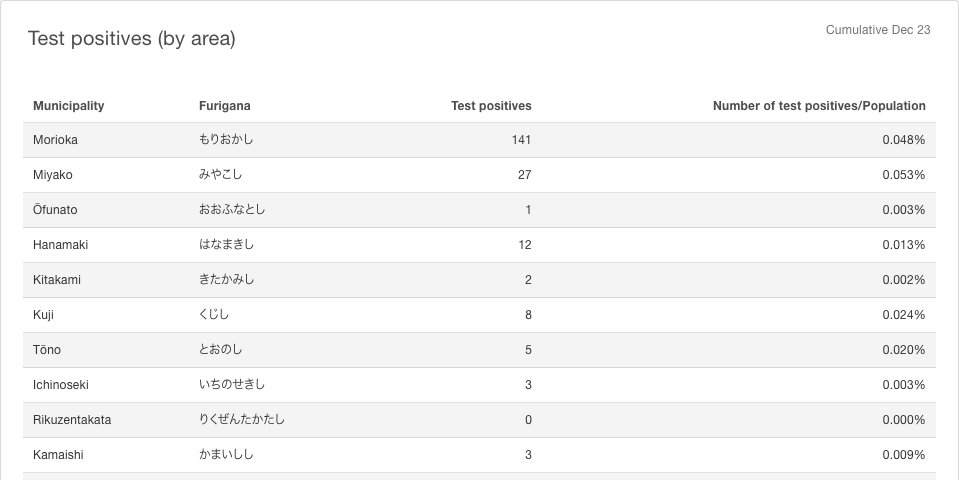 Test positives (by area)
Cumulative Dec 23
Municipality Furigana Test positives Number of test positives/Population
Morioka もりおかし 141 0.048%
Miyako みやこし 27 0.053%
Ōfunato おおふなとし 1 0.003%
Hanamaki はなまきし 12 0.013%
Kitakami きたかみし 2 0.002%
Kuji くじし 8 0.024%
Tōno とおのし 5 0.020%
Ichinoseki いちのせきし 3 0.003%
Rikuzentakata りくぜんたかたし 0 0.000%
Kamaishi かまいしし 3 0.009%